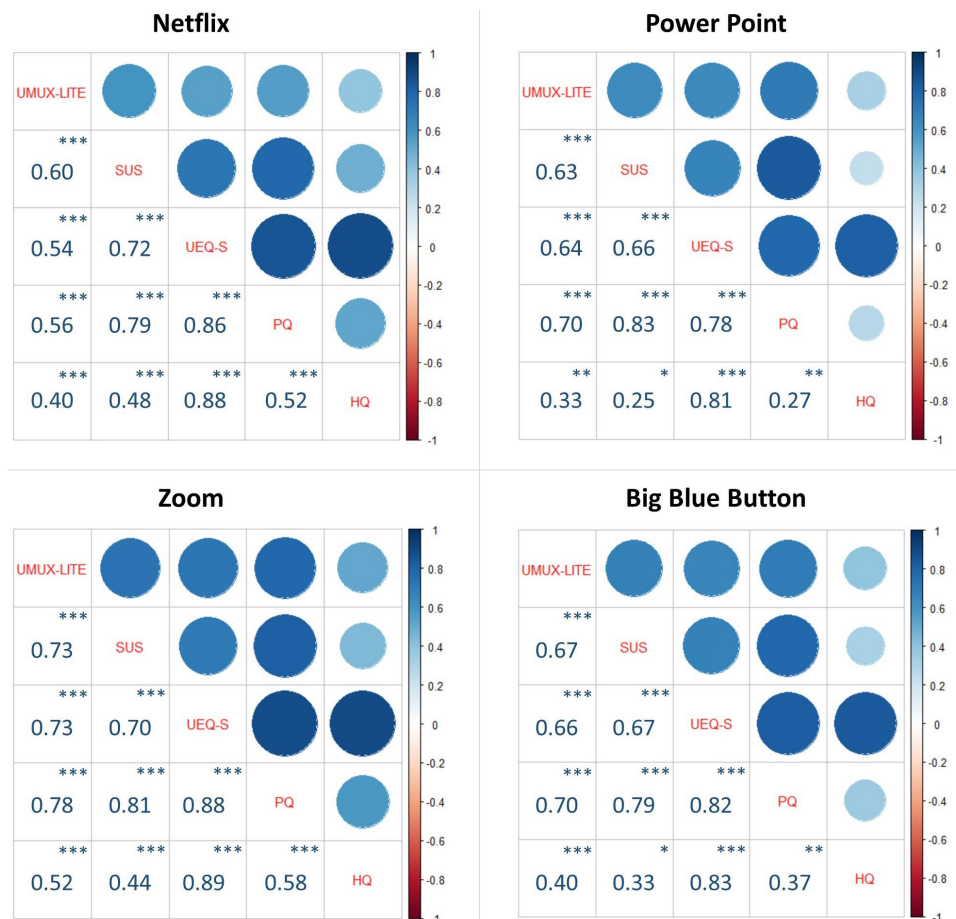 Netflix
UMUX-LITE
***
0.60 SUS
*** ***
0.54 0.72 UEQ-S
*** *** ***
0.56 0.79 0.86 PQ
*** *** *** ***
0.40 0.48 0.88 0.52 HQ
1
0.8
0.6
0.4
0.2
0
-0.2
-0.4
-0.6
-0.8
-1
Power Point
UMUX-LITE
***
0.63 SUS
*** ***
0.64 0.66 UEQ-S
*** *** ***
0.70 0.83 0.78 PQ
** * *** **
0.33 0.25 0.81 0.27 HQ
1
0.8
0.6
0.4
0.2
0
-0.2
-0.4
-0.6
-0.8
-1
Zoom
UMUX-LITE
***
0.73 SUS
*** ***
0.73 0.70 UEQ-S
*** *** ***
0.78 0.81 0.88 PQ
*** *** *** ***
0.52 0.44 0.89 0.58 HQ
1
0.8
0.6
0.4
0.2
0
-0.2
-0.4
-0.6
-0.8
-1
Big Blue Button
UMUX-LITE
***
0.67 SUS
*** ***
0.66 0.67 UEQ-S
*** *** ***
0.70 0.79 0.82 PQ
*** * *** **
0.40 0.33 0.83 0.37 HQ
1
0.8
0.6
0.4
0.2
0
-0.2
-0.4
-0.6
-0.8
-1